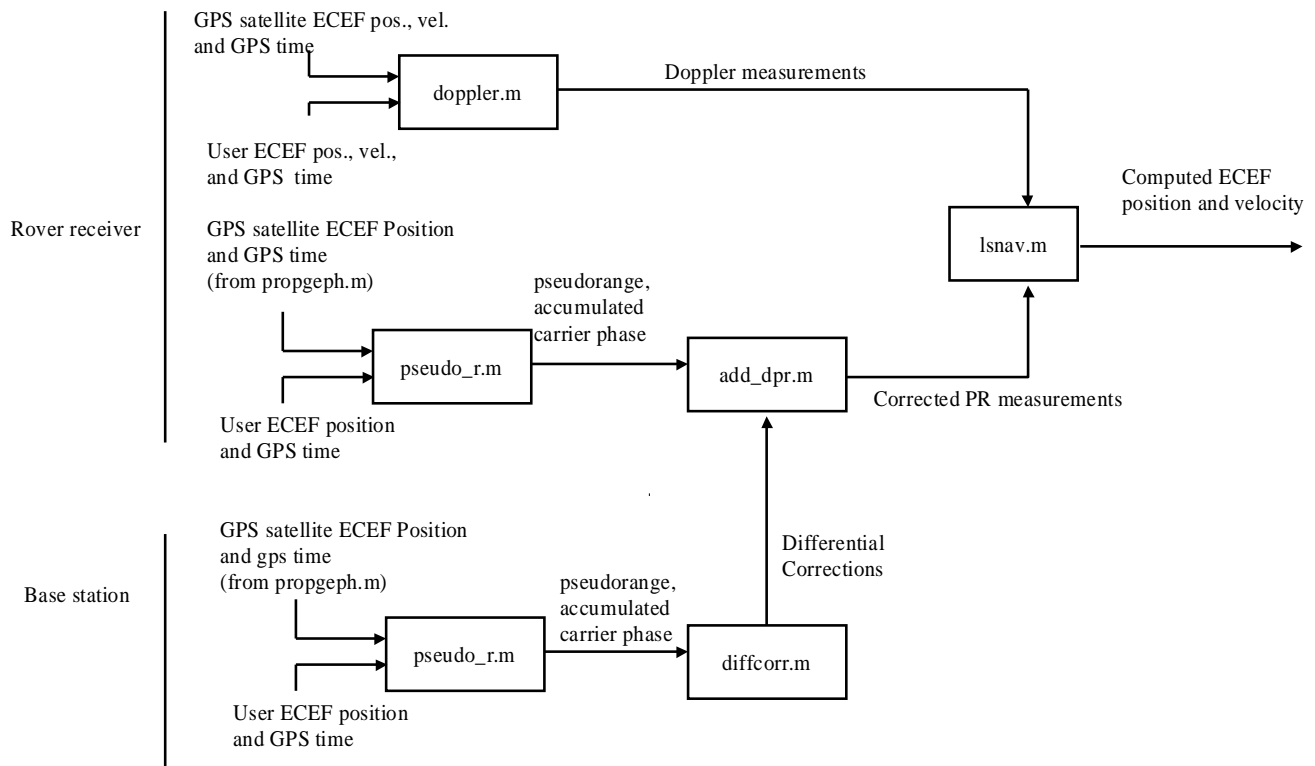 GPS satellite ECEF pos., vel.
and GPS time
doppler.m
Doppler measurements
User ECEF pos., vel.,
and GPS time
Rover receiver
Computed ECEF
position and velocity
lsnav.m
GPS satellite ECEF Position
and GPS time
(from propgeph.m)
pseudorange,
accumulated
carrier phase
pseudo_r.m
add_dpr.m
Corrected PR measurements
User ECEF position
and GPS time
GPS satellite ECEF Position
and gps time
(from propgeph.m)
Differential
Corrections
Base station
pseudorange,
accumulated
carrier phase
pseudo_r.m
diffcorr.m
User ECEF position
and GPS time